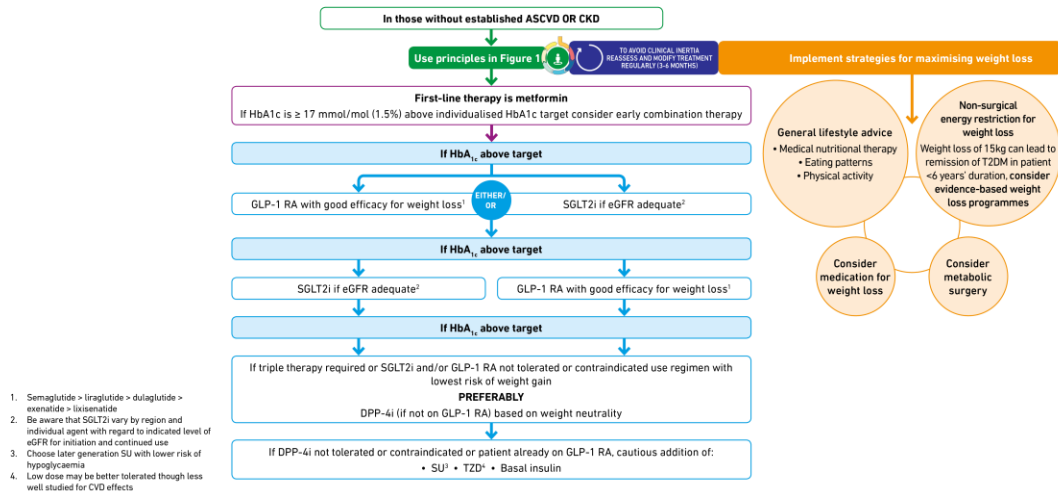 In those without established ASCVD OR CKD
Use principles in Figure 1
TO AVOID CLINICAL INERTIA
REASSESS AND MODIFY TREATMENT
REGULARLY (3-6 MONTHS)
Implement strategies for maximising weight loss
First-line therapy is metformin
If HbA1c is ≥ 17 mmol/mol (1.5%) above individualised HbA1c target consider early combination therapy
If HbA1c above target
GLP-1 RA with good efficacy for weight loss1
EITHER/
OR
SGLT2i if eGFR adequate2
If HbA1c above target
SGLT2i if eGFR adequate2
GLP-1 RA with good efficacy for weight loss1
If HbA1c above target
If triple therapy required or SGLT2i and/or GLP-1 RA not tolerated or contraindicated use regimen with
lowest risk of weight gain
PREFERABLY
DPP-4i (if not on GLP-1 RA) based on weight neutrality
If DPP-4i not tolerated or contraindicated or patient already on GLP-1 RA, cautious addition of:
• SU3 • TZD4 • Basal insulin
General lifestyle advice
• Medical nutritional therapy
• Eating patterns
• Physical activity
Non-surgical
energy restriction for
weight loss
Weight loss of 15kg can lead to
remission of T2DM in patient
<6 years' duration, consider
evidence-based weight
loss programmes
Consider
medication for
weight loss
Consider
metabolic
surgery
1. Semaglutide > liraglutide > dulaglutide >
exenatide > lixisenatide
2. Be aware that SGLT2i vary by region and
individual agent with regard to indicated level of
eGFR for initiation and continued use
3. Choose later generation SU with lower risk of
hypoglycaemia
4. Low dose may be better tolerated though less
well studied for CVD effects